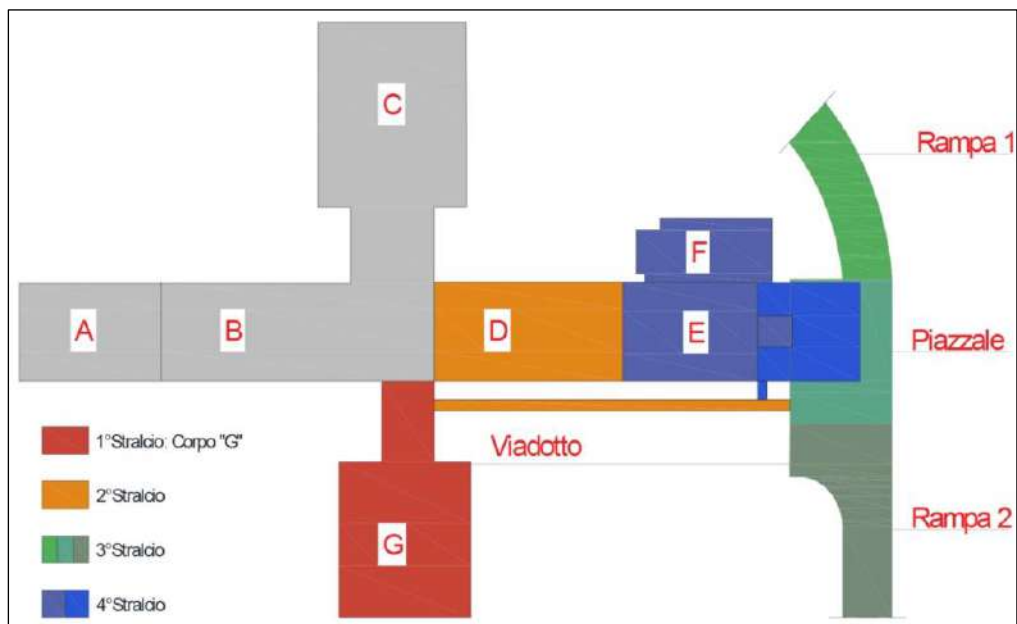 C
Rampa 1
F
A
B
D
E
Piazzale
1°Stralcio: Corpo "G"
Viadotto
2°Stralcio
Rampa 2
G
3°Stralcio
4°Stralcio